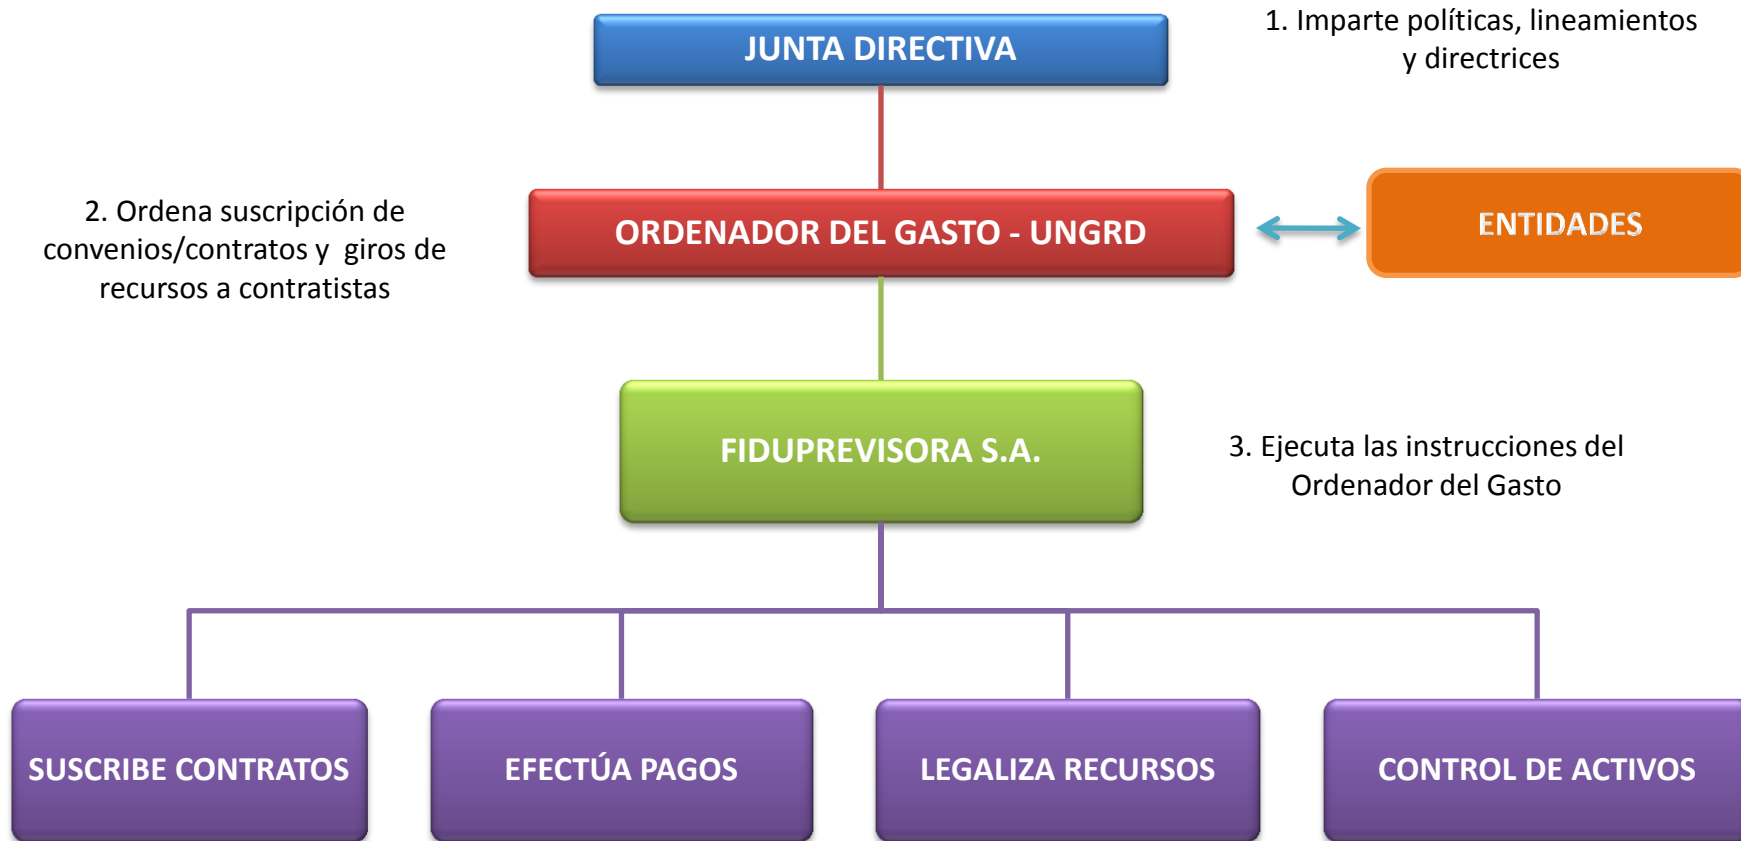 JUNTA DIRECTIVA
1. Imparte políticas, lineamientos
y directrices
2. Ordena suscripción de
convenios/contratos y giros de
recursos a contratistas
ORDENADOR DEL GASTO - UNGRD
ENTIDADES
FIDUPREVISORA S.A.
3. Ejecuta las instrucciones del
Ordenador del Gasto
SUSCRIBE CONTRATOS
EFECTÚA PAGOS
LEGALIZA RECURSOS
CONTROL DE ACTIVOS